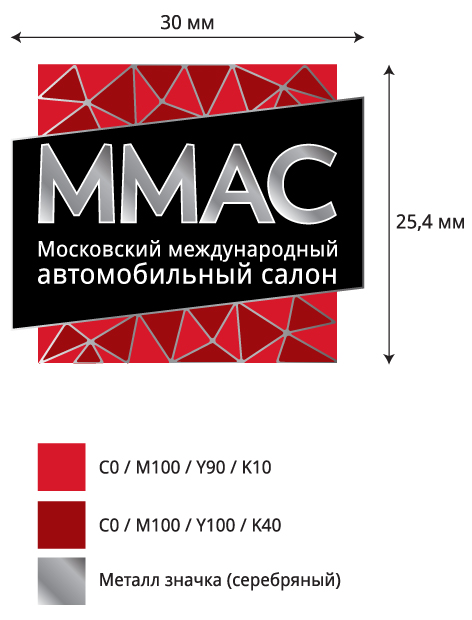 30 мм
ММАС
Московский международный
автомобильный салон
25,4 мм
C0 / M100 / Y90 / K10
C0 / M100 / Y100 / K40
Металл значка (серебряный)